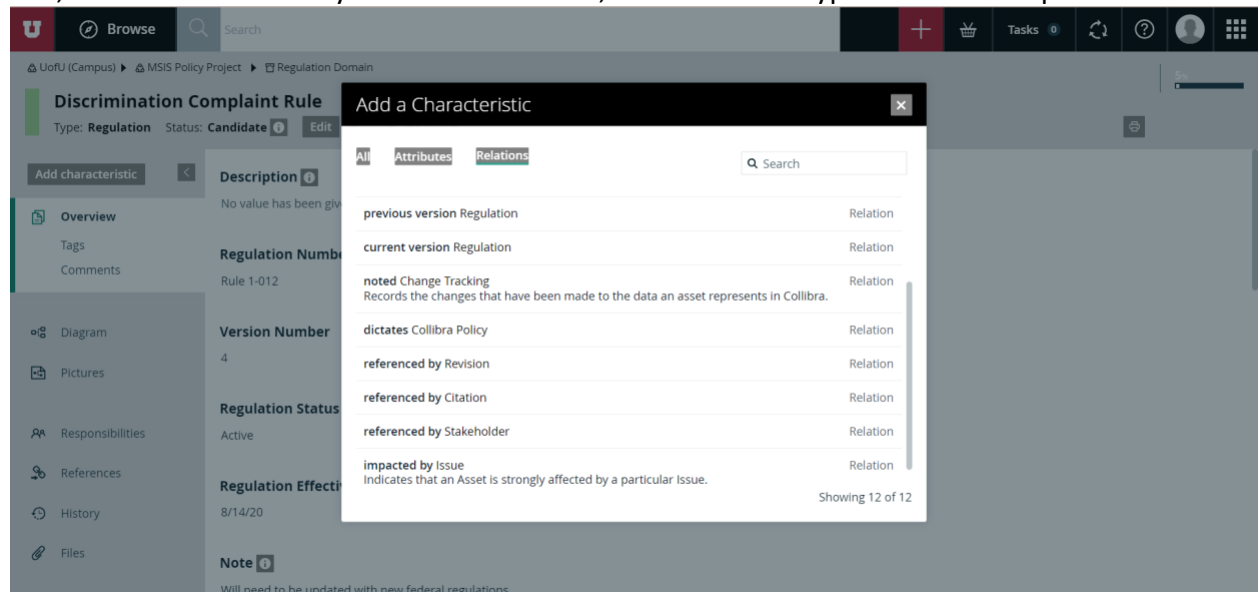 U Browse Search Tasks 0
UofU (Campus) MSIS Policy Project Regulation Domain
5%
Discrimination Complaint Rule
Type: Regulation Status: Candidate Edit
Add a Characteristic
All Attributes Relations Search
previous version Regulation Relation
current version Regulation Relation
noted Change Tracking Relation
Records the changes that have been made to the data an asset represents in Collibra.
dictates Collibra Policy Relation
referenced by Revision Relation
referenced by Citation Relation
referenced by Stakeholder Relation
impacted by Issue Relation
Indicates that an Asset is strongly affected by a particular Issue.
Showing 12 of 12
Add characteristic
Overview
Tags
Comments
Diagram
Pictures
Responsibilities
References
History
Files
Description
No value has been giv
Regulation Numbe
Rule 1-012
Version Number
4
Regulation Status
Active
Regulation Effecti
8/14/20
Note
Will need to be updated with new federal regulations